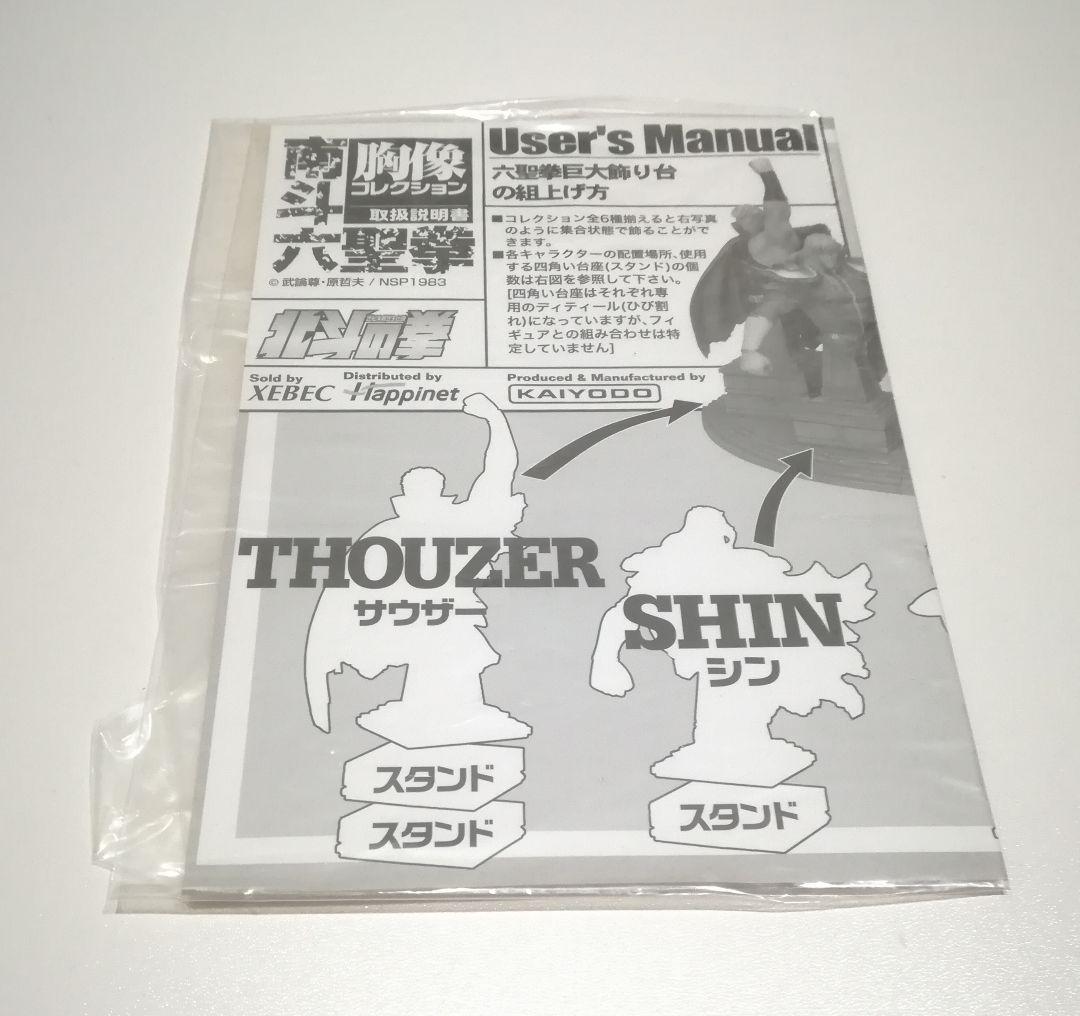 南斗六聖拳
胸像
コレクション
取扱説明書
© 武論尊・原哲夫 / NSP1983
User's Manual
六聖拳巨大飾り台
の組上げ方
■コレクション全6種揃えると右写真
のように集合状態で飾ることがで
きます。
■各キャラクターの配置場所、使用
する四角い台座(スタンド)の個
数は右図を参照して下さい。
[四角い台座はそれぞれ専
用のディティール(ひび割
れ)になっていますが、フィ
ギュアとの組み合わせは特
定していません]
北斗の拳
Sold by
XEBEC
Distributed by
Happinet
Produced & Manufactured by
KAIYODO
THOUZER
サウザー
スタンド
スタンド
SHIN
シン
スタンド